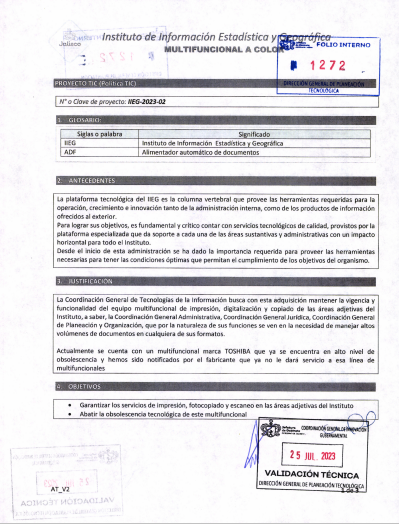 Instituto de Información Estadística y Geográfica
Jalisco
MULTIFUNCIONAL A COLOR
FOLIO INTERNO
1272
DIRECCIÓN GENERAL DE PLANEACIÓN
TECNOLÓGICA
PROYECTO TIC (Política TIC)
N° o Clave de proyecto: IIEG-2023-02
1. GLOSARIO:
Siglas o palabra Significado
IIEG Instituto de Información Estadística y Geográfica
ADF Alimentador automático de documentos
2. ANTECEDENTES
La plataforma tecnológica del IIEG es la columna vertebral que provee las herramientas requeridas para la
operación, crecimiento e innovación tanto de la administración interna, como de los productos de información
ofrecidos al exterior.
Para lograr sus objetivos, es fundamental y crítico contar con servicios tecnológicos de calidad, provistos por la
plataforma especializada que da soporte a cada una de las áreas sustantivas y administrativas con un impacto
horizontal para todo el Instituto.
Desde el inicio de esta administración se ha dado la importancia requerida para proveer las herramientas
necesarias para tener las condiciones óptimas que permitan el cumplimiento de los objetivos del organismo.
3. JUSTIFICACIÓN
La Coordinación General de Tecnologías de la Información busca con esta adquisición mantener la vigencia y
funcionalidad del equipo multifuncional de impresión, digitalización y copiado de las áreas adjetivas del
Instituto, a saber, la Coordinación General Administrativa, Coordinación General Jurídica, Coordinación General
de Planeación y Organización, que por la naturaleza de sus funciones se ven en la necesidad de manejar altos
volúmenes de documentos en cualquiera de sus formatos.
Actualmente se cuenta con un multifuncional marca TOSHIBA que ya se encuentra en alto nivel de
obsolescencia y hemos sido notificados por el fabricante que ya no le dará servicio a esa línea de
multifuncionales
4. OBJETIVOS
• Garantizar los servicios de impresión, fotocopiado y escaneo en las áreas adjetivas del Instituto
• Abatir la obsolescencia tecnológica de este multifuncional
COORDINACIÓN GENERAL DE INNOVACIÓN
GUBERNAMENTAL
25 JUL. 2023
VALIDACIÓN TÉCNICA
DIRECCIÓN GENERAL DE PLANEACIÓN TECNOLÓGICA
AT_V2
1 de 3